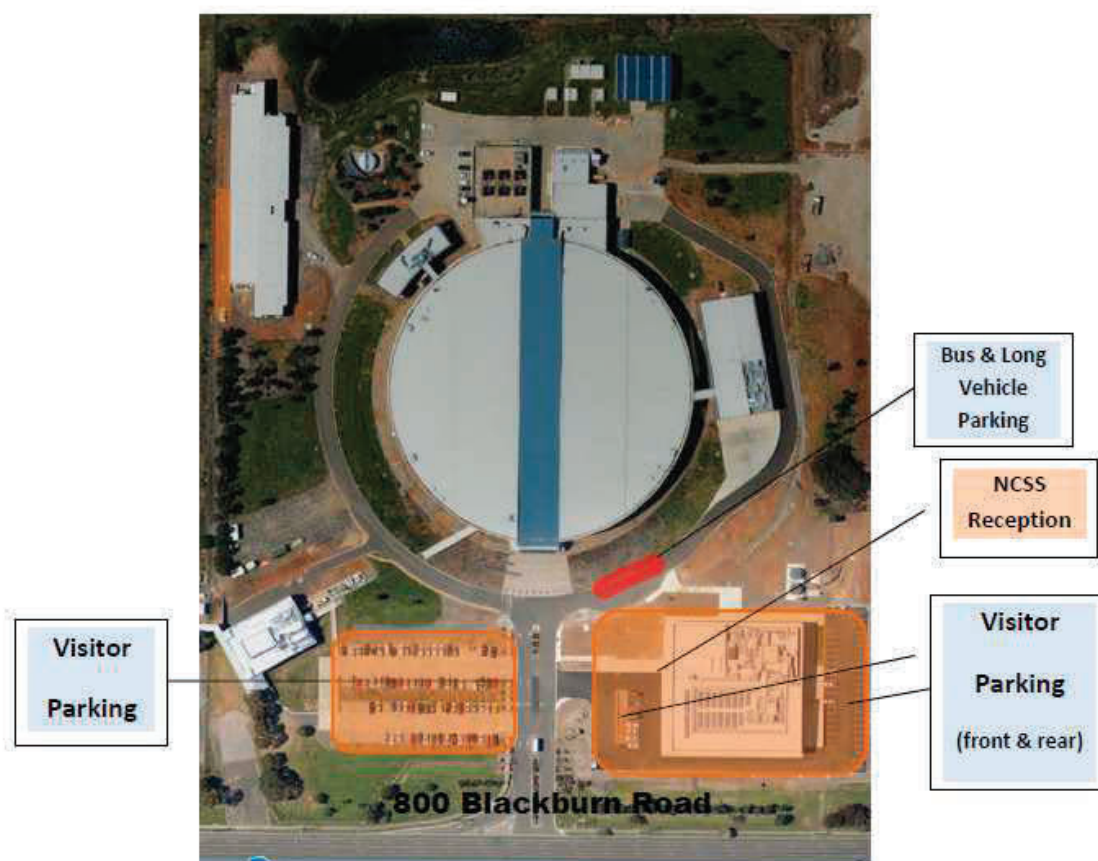 Bus & Long
Vehicle
Parking
NCSS
Reception
Visitor
Parking
Visitor
Parking
(front & rear)
800 Blackburn Road